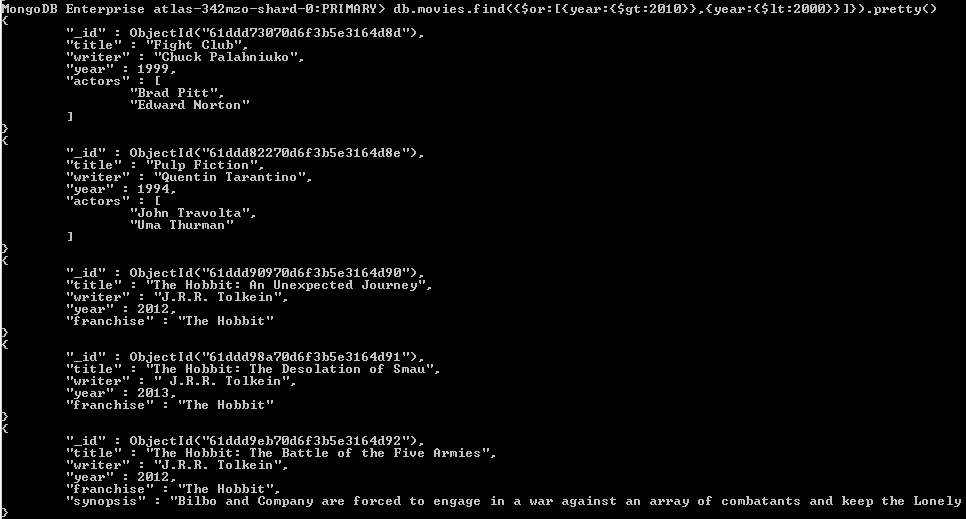 MongoDB Enterprise atlas-342mzo-shard-0:PRIMARY> db.movies.find({$or:[{year:{$gt:2010}},{year:{$lt:2000}}]}).pretty()
{
"_id" : ObjectId("61ddd73070d6f3b5e3164d8d"),
"title" : "Fight Club",
"writer" : "Chuck Palahniuko",
"year" : 1999,
"actors" : [
"Brad Pitt",
"Edward Norton"
]
}
{
"_id" : ObjectId("61ddd82270d6f3b5e3164d8e"),
"title" : "Pulp Fiction",
"writer" : "Quentin Tarantino",
"year" : 1994,
"actors" : [
"John Travolta",
"Uma Thurman"
]
}
{
"_id" : ObjectId("61ddd90970d6f3b5e3164d90"),
"title" : "The Hobbit: An Unexpected Journey",
"writer" : "J.R.R. Tolkein",
"year" : 2012,
"franchise" : "The Hobbit"
}
{
"_id" : ObjectId("61ddd98a70d6f3b5e3164d91"),
"title" : "The Hobbit: The Desolation of Smau",
"writer" : " J.R.R. Tolkein",
"year" : 2013,
"franchise" : "The Hobbit"
}
{
"_id" : ObjectId("61ddd9eb70d6f3b5e3164d92"),
"title" : "The Hobbit: The Battle of the Five Armies",
"writer" : "J.R.R. Tolkein",
"year" : 2012,
"franchise" : "The Hobbit",
"synopsis" : "Bilbo and Company are forced to engage in a war against an array of combatants and keep the Lonely
}